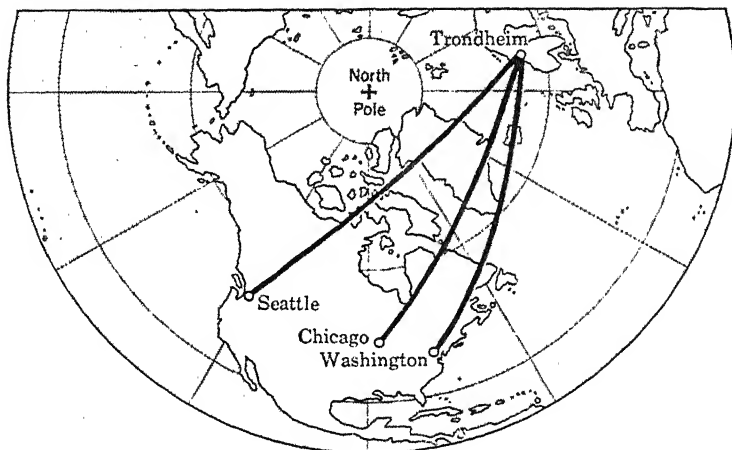 Trondheim
North
Pole
Seattle
Chicago
Washington